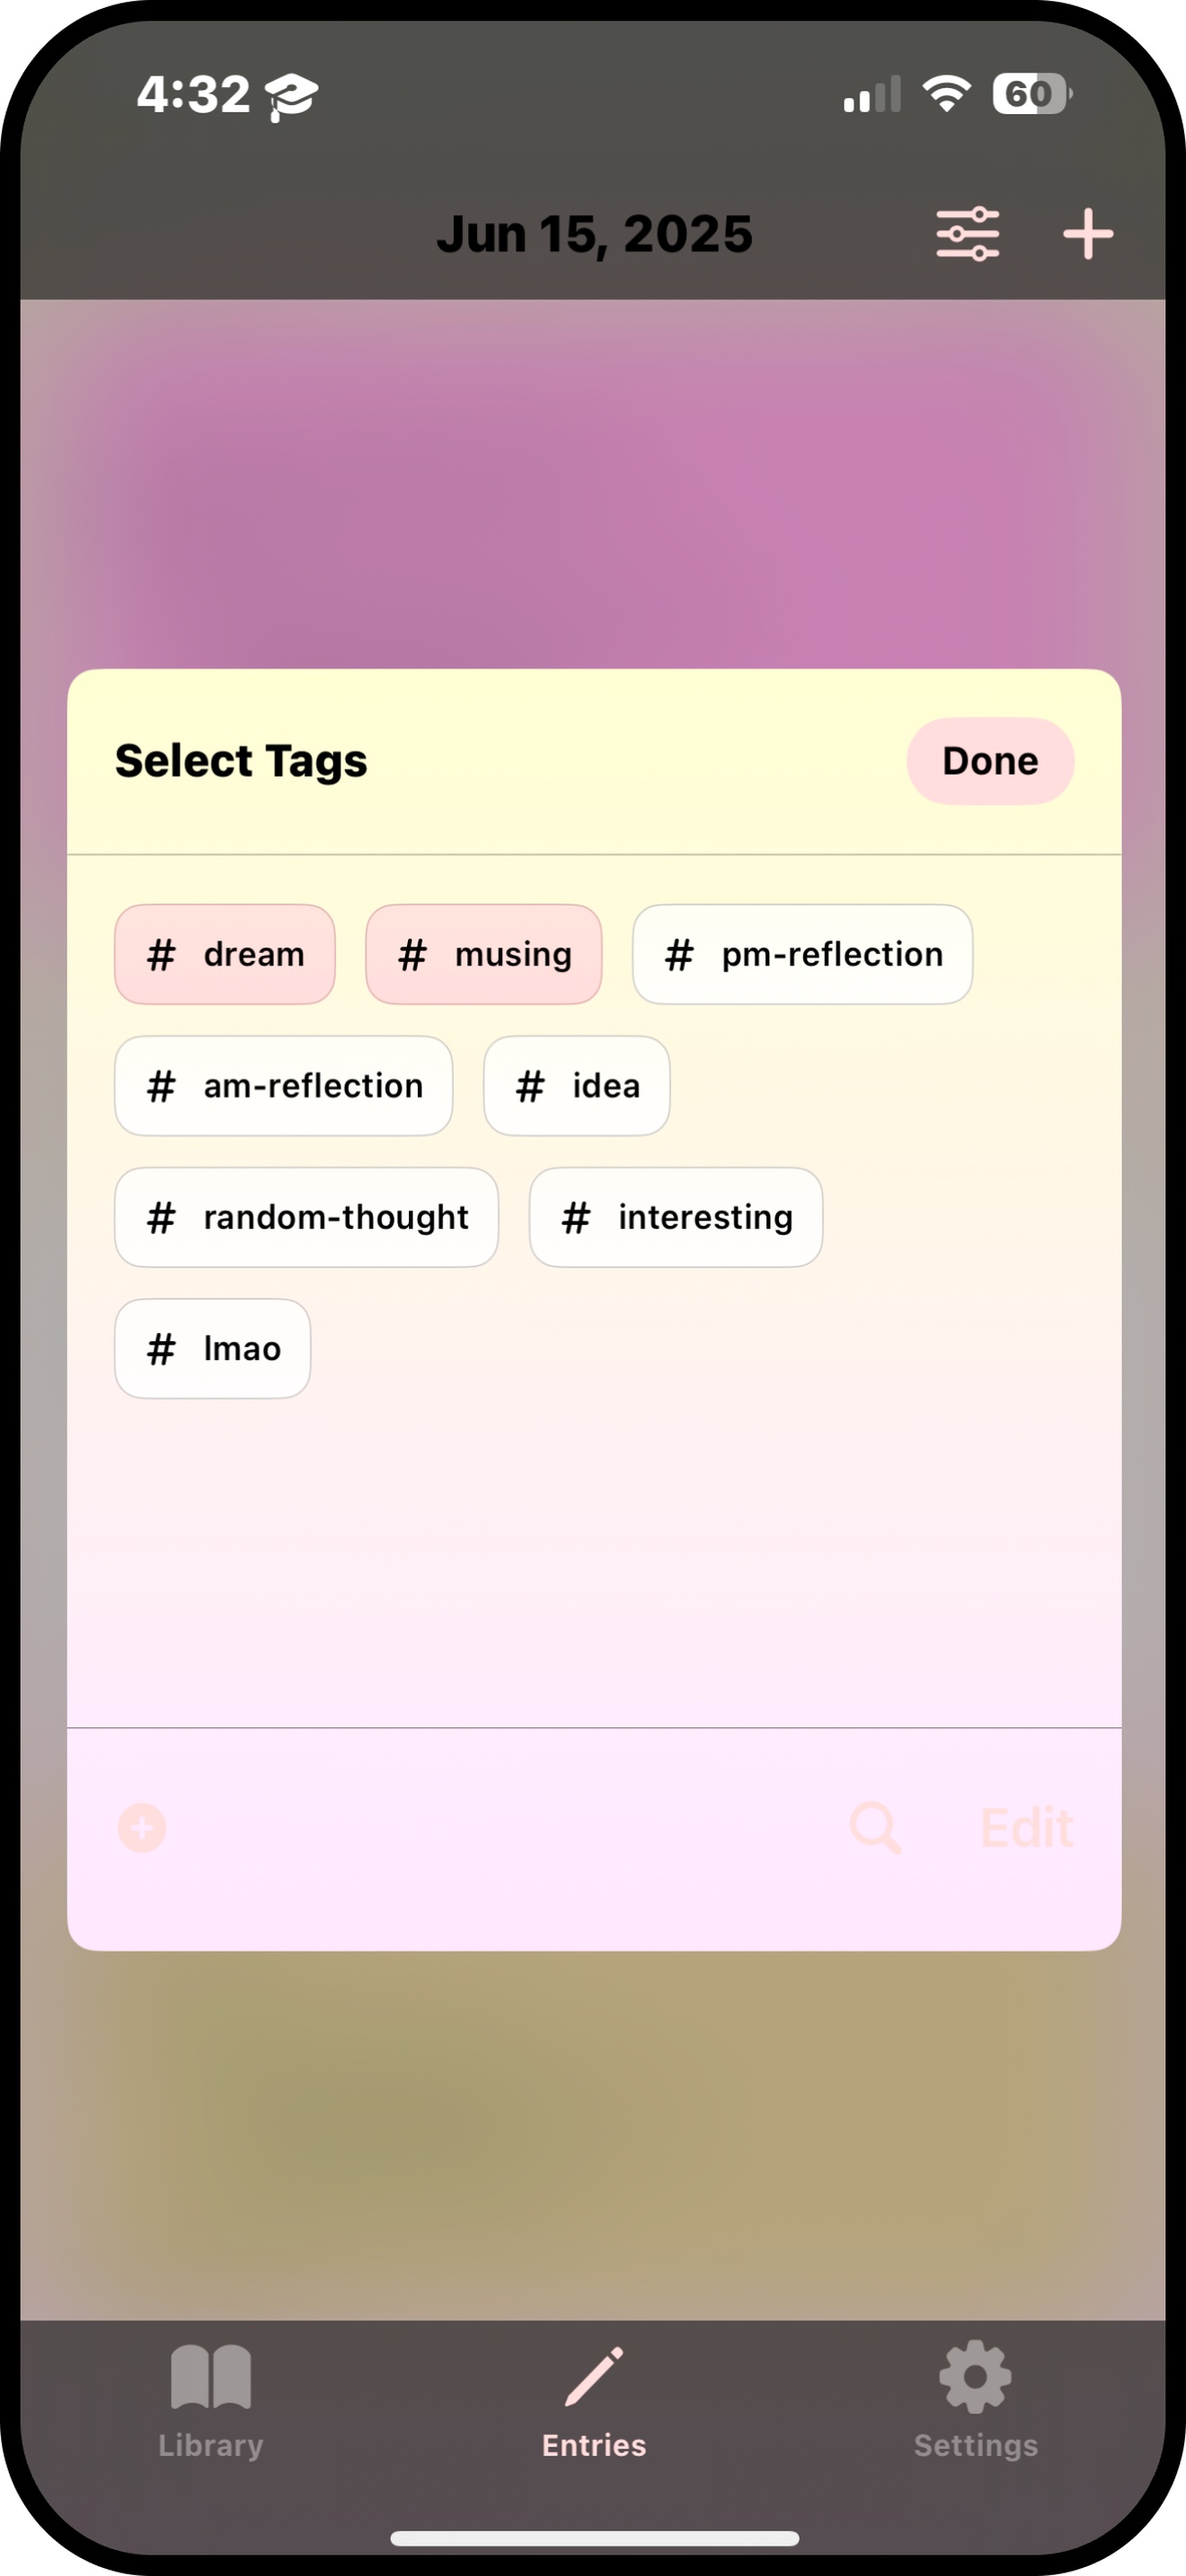 4:32 60
Jun 15, 2025
Select Tags Done
# dream # musing # pm-reflection
# am-reflection # idea
# random-thought # interesting
# lmao
Edit
Library Entries Settings